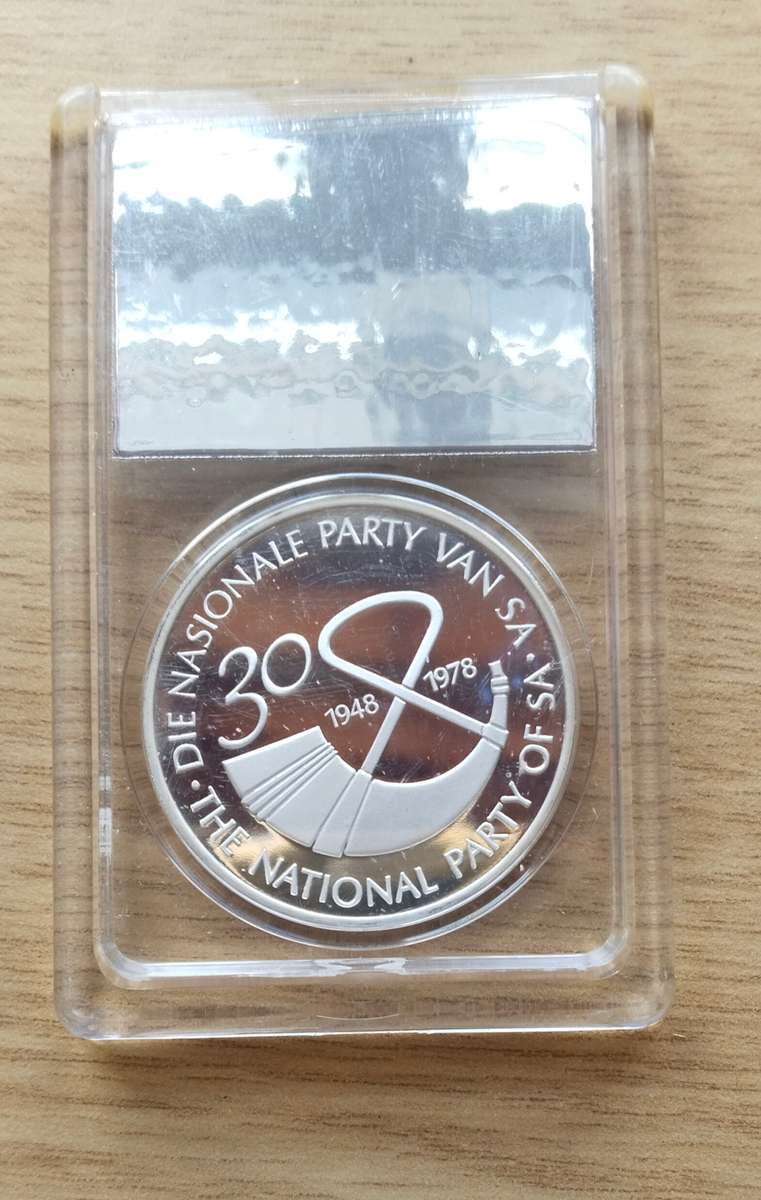 DIE NASIONALE PARTY VAN SA ·
30
1948 1978
· THE NATIONAL PARTY OF SA